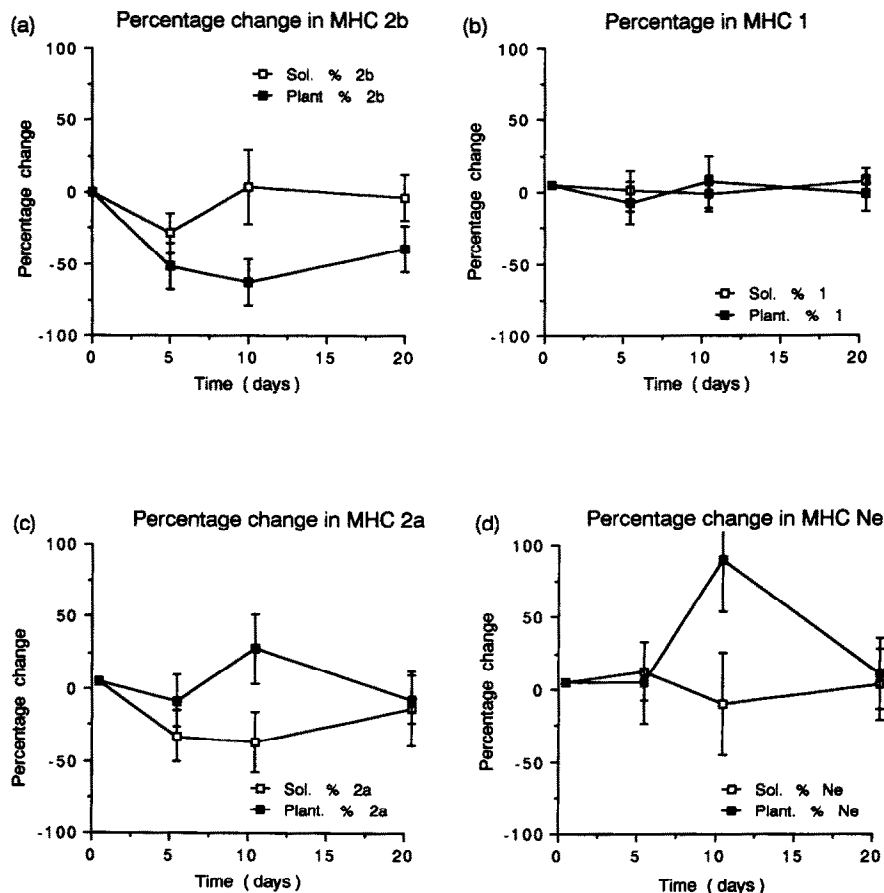 (a)
Percentage change in MHC 2b
100
50
0
-50
-100
Percentage change
Sol. % 2b
Plant % 2b
0 5 10 15 20
Time (days)
(b)
Percentage in MHC 1
100
50
0
-50
-100
Percentage change
Sol. % 1
Plant. % 1
0 5 10 15 20
Time (days)
(c)
Percentage change in MHC 2a
100
50
0
-50
-100
Percentage change
Sol. % 2a
Plant. % 2a
0 5 10 15 20
Time (days)
(d)
Percentage change in MHC Ne
100
50
0
-50
-100
Percentage change
Sol. % Ne
Plant. % Ne
0 5 10 15 20
Time (days)